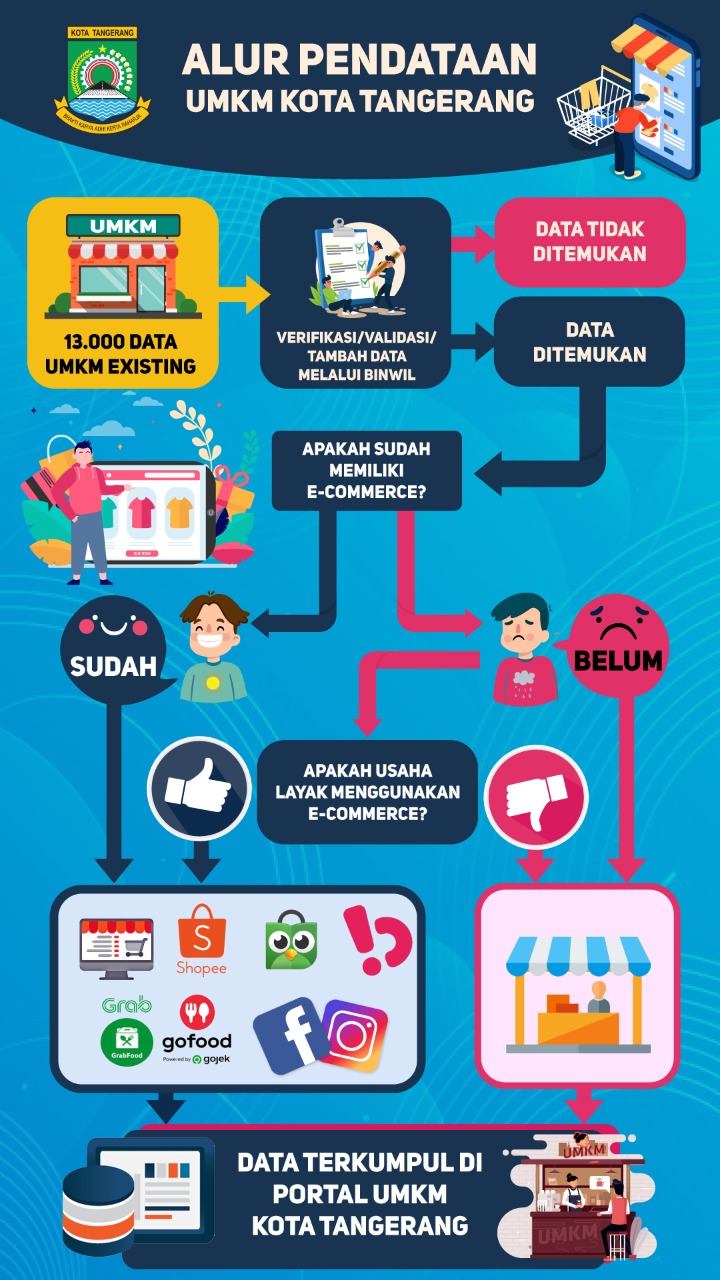 KOTA TANGERANG
BHAKTI KARYA ADHI KERTA RAHARJA
ALUR PENDATAAN
UMKM KOTA TANGERANG
UMKM
13.000 DATA
UMKM EXISTING
VERIFIKASI/VALIDASI/
TAMBAH DATA
MELALUI BINWIL
DATA TIDAK
DITEMUKAN
DATA
DITEMUKAN
APAKAH SUDAH
MEMILIKI
E-COMMERCE?
BUY NOW
SUDAH
BELUM
APAKAH USAHA
LAYAK MENGGUNAKAN
E-COMMERCE?
S
Shopee
Grab
GrabFood
gofood
Powered by gojek
f
DATA TERKUMPUL DI
PORTAL UMKM
KOTA TANGERANG
UMKM
UMKM